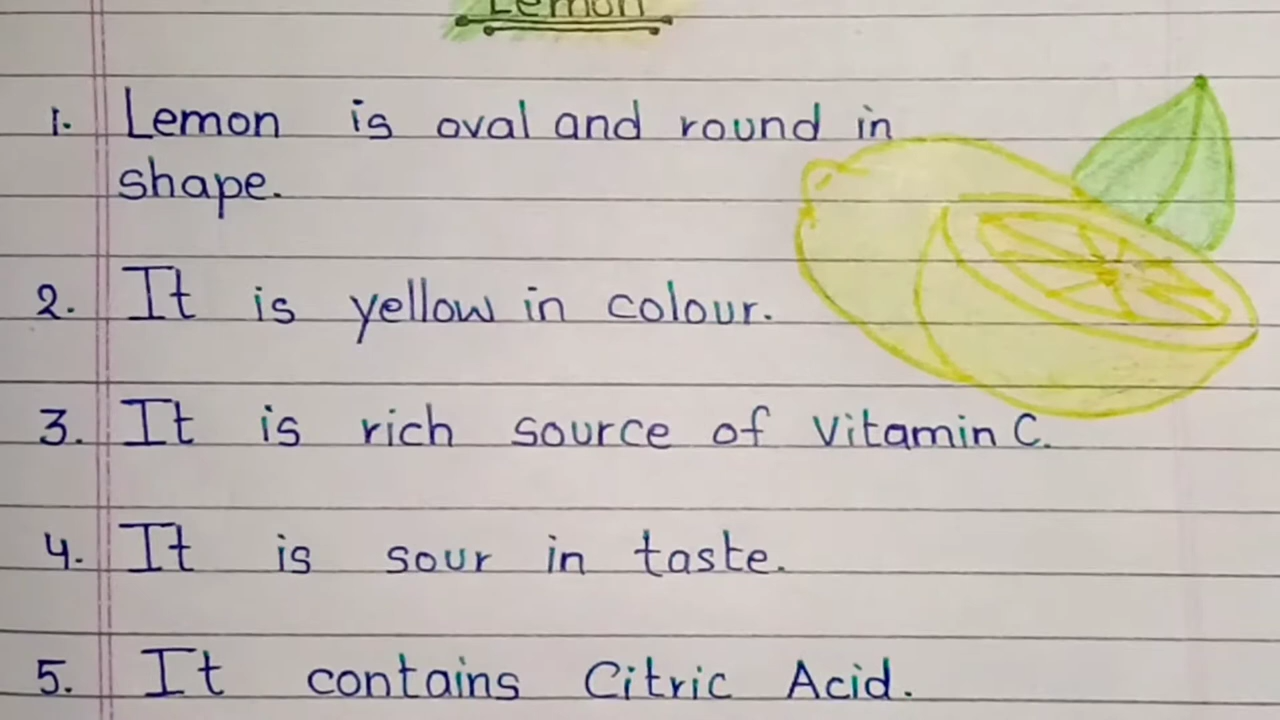 Lemon
1. Lemon is oval and round in
shape.
2. It is yellow in colour.
3. It is rich source of Vitamin C.
4. It is sour in taste.
5. It contains Citric Acid.